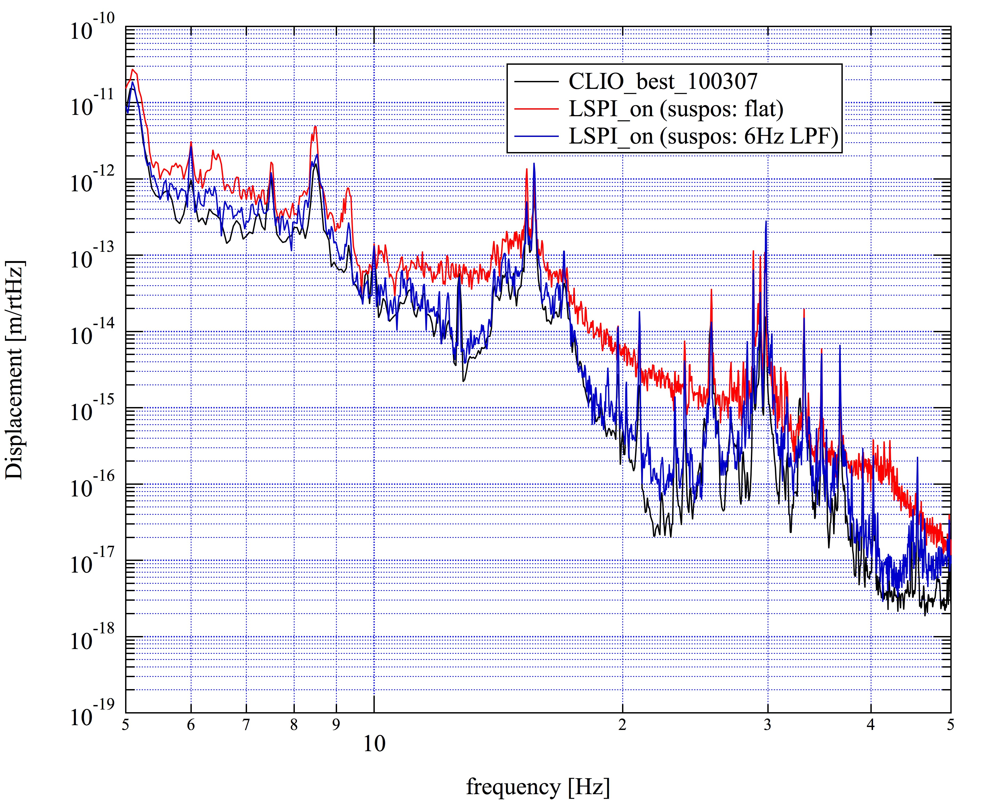 10^-10
10^-11
10^-12
10^-13
10^-14
10^-15
10^-16
10^-17
10^-18
10^-19
Displacement [m/rtHz]
CLIO_best_100307
LSPI_on (suspos: flat)
LSPI_on (suspos: 6Hz LPF)
5 6 7 8 9 2 3 4 5
10
frequency [Hz]